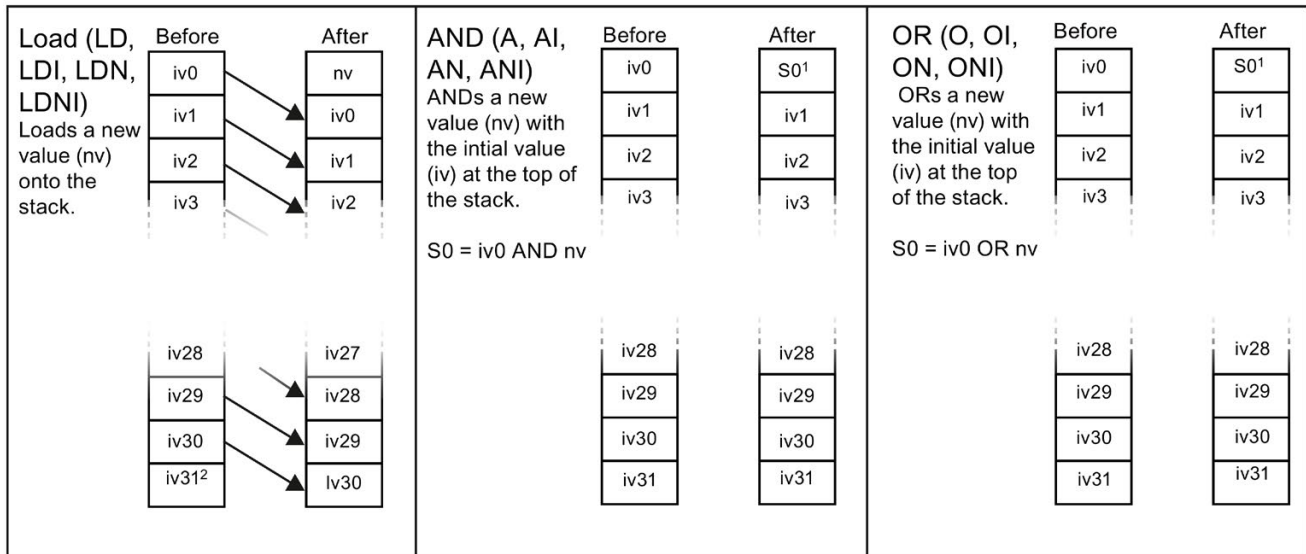 Load (LD,
LDI, LDN,
LDNI)
Loads a new
value (nv)
onto the
stack.
Before
iv0
iv1
iv2
iv3
iv28
iv29
iv30
iv31²
After
nv
iv0
iv1
iv2
iv27
iv28
iv29
Iv30
AND (A, AI,
AN, ANI)
ANDs a new
value (nv) with
the intial value
(iv) at the top of
the stack.
S0 = iv0 AND nv
Before
iv0
iv1
iv2
iv3
iv28
iv29
iv30
iv31
After
S0¹
iv1
iv2
iv3
iv28
iv29
iv30
iv31
OR (O, OI,
ON, ONI)
ORs a new
value (nv) with
the initial value
(iv) at the top
of the stack.
S0 = iv0 OR nv
Before
iv0
iv1
iv2
iv3
iv28
iv29
iv30
iv31
After
S0¹
iv1
iv2
iv3
iv28
iv29
iv30
iv31